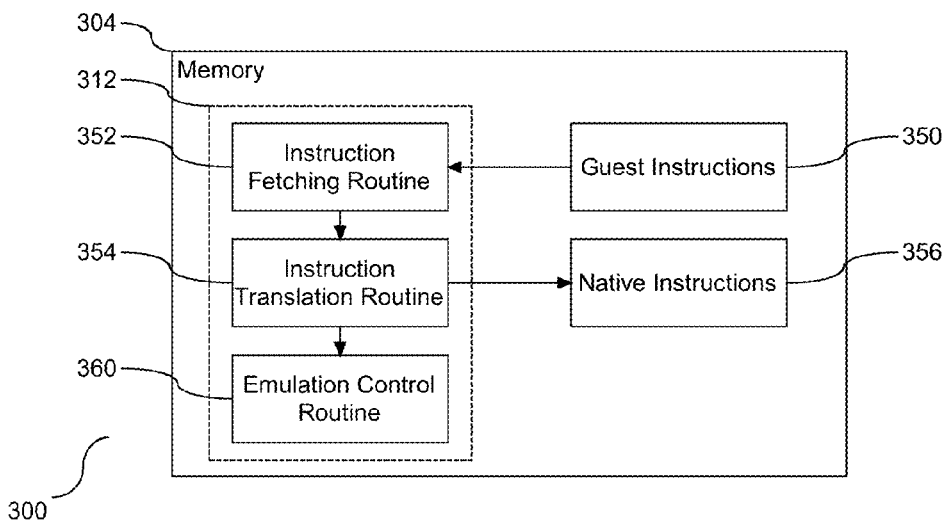 304
Memory
312
352
Instruction
Fetching Routine
Guest Instructions
350
354
Instruction
Translation Routine
Native Instructions
356
360
Emulation Control
Routine
300